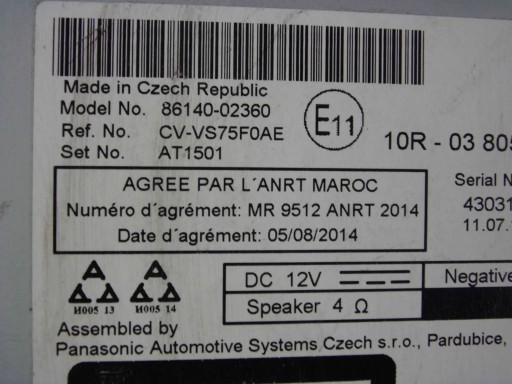 Made in Czech Republic
Model No. 86140-02360
Ref. No. CV-VS75F0AE
Set No. AT1501
E11
10R - 03 805
AGREE PAR L´ANRT MAROC
Numéro d´agrément: MR 9512 ANRT 2014
Date d´agrément: 05/08/2014
Serial N
43031
11.07.
H005 13
H005 14
DC 12V
Negative
Speaker 4 Ω
Assembled by
Panasonic Automotive Systems Czech s.r.o., Pardubice,